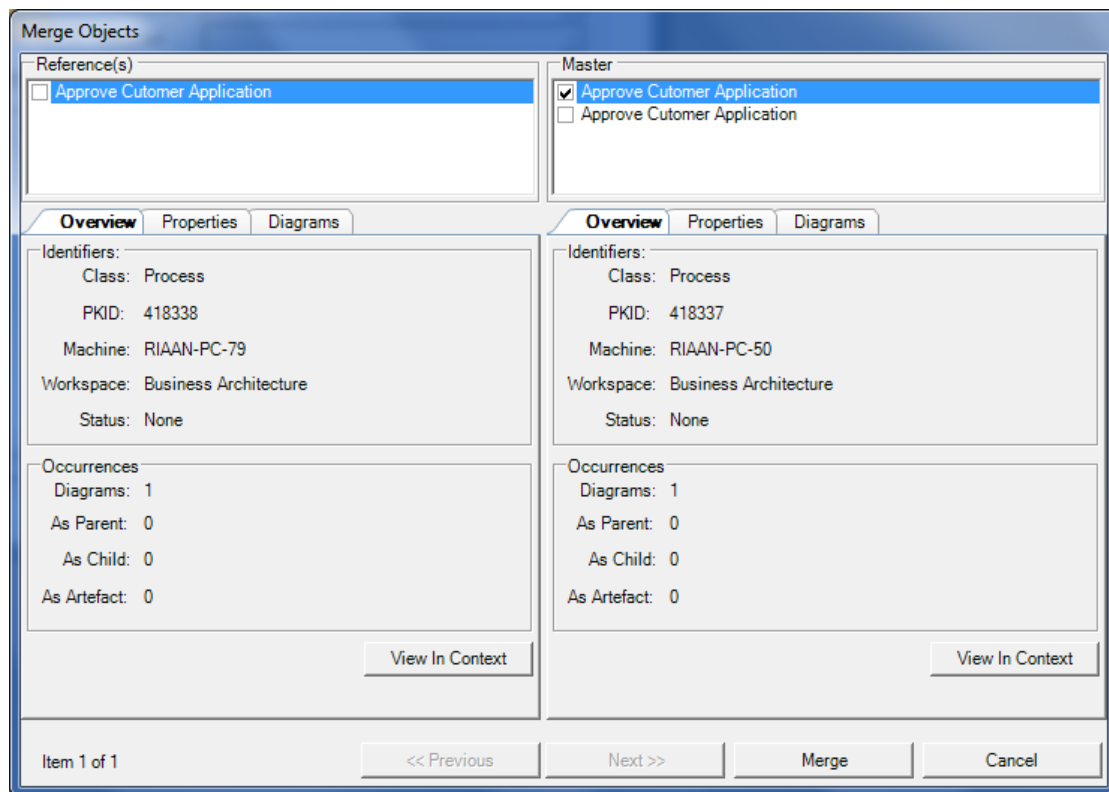 Merge Objects
Reference(s)
Approve Cutomer Application
Master
Approve Cutomer Application
Approve Cutomer Application
Overview Properties Diagrams
Identifiers:
Class: Process
PKID: 418338
Machine: RIAAN-PC-79
Workspace: Business Architecture
Status: None
Occurrences
Diagrams: 1
As Parent: 0
As Child: 0
As Artefact: 0
View In Context
Overview Properties Diagrams
Identifiers:
Class: Process
PKID: 418337
Machine: RIAAN-PC-50
Workspace: Business Architecture
Status: None
Occurrences
Diagrams: 1
As Parent: 0
As Child: 0
As Artefact: 0
View In Context
Item 1 of 1 << Previous Next >> Merge Cancel